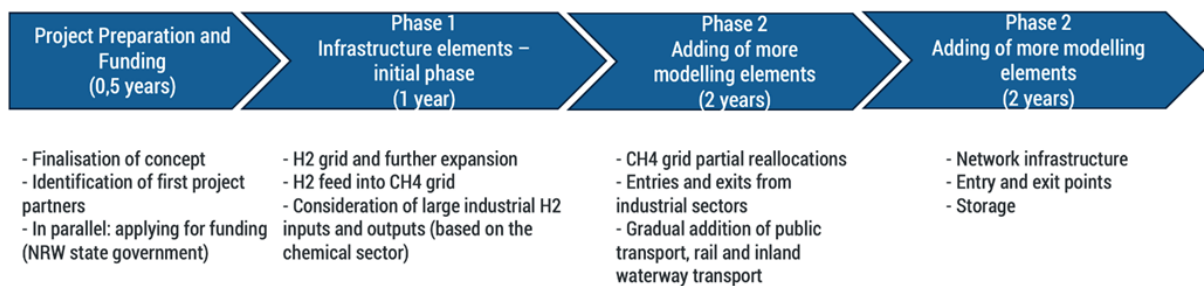 Project Preparation and
Funding
(0,5 years)
Phase 1
Infrastructure elements –
initial phase
(1 year)
Phase 2
Adding of more
modelling elements
(2 years)
Phase 2
Adding of more modelling
elements
(2 years)
- Finalisation of concept
- Identification of first project
partners
- In parallel: applying for funding
(NRW state government)
- H2 grid and further expansion
- H2 feed into CH4 grid
- Consideration of large industrial H2
inputs and outputs (based on the
chemical sector)
- CH4 grid partial reallocations
- Entries and exits from
industrial sectors
- Gradual addition of public
transport, rail and inland
waterway transport
- Network infrastructure
- Entry and exit points
- Storage